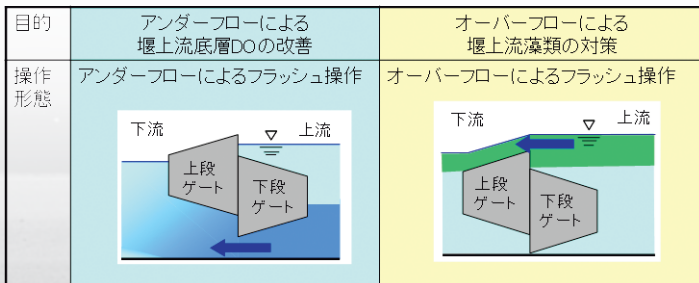 目的
アンダーフローによる
堰上流底層DOの改善
オーバーフローによる
堰上流藻類の対策
操作
形態
アンダーフローによるフラッシュ操作
オーバーフローによるフラッシュ操作
下流
上流
上段
ゲート
下段
ゲート
下流
上流
上段
ゲート
下段
ゲート